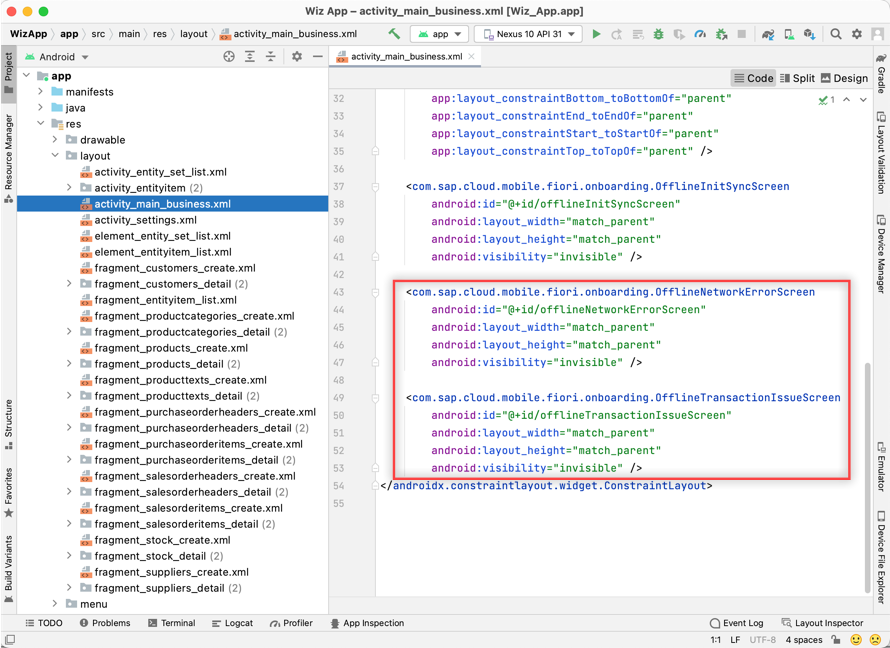 Wiz App – activity_main_business.xml [Wiz_App.app]
WizApp app src main res layout activity_main_business.xml
app
Nexus 10 API 31
Project
Resource Manager
Structure
Favorites
Build Variants
Android
app
manifests
java
res
drawable
layout
activity_entity_set_list.xml
activity_entityitem (2)
activity_main_business.xml
activity_settings.xml
element_entity_set_list.xml
element_entityitem_list.xml
fragment_customers_create.xml
fragment_customers_detail (2)
fragment_entityitem_list.xml
fragment_productcategories_create.xml
fragment_productcategories_detail (2)
fragment_products_create.xml
fragment_products_detail (2)
fragment_producttexts_create.xml
fragment_producttexts_detail (2)
fragment_purchaseorderheaders_create.xml
fragment_purchaseorderheaders_detail (2)
fragment_purchaseorderitems_create.xml
fragment_purchaseorderitems_detail (2)
fragment_salesorderheaders_create.xml
fragment_salesorderheaders_detail (2)
fragment_salesorderitems_create.xml
fragment_salesorderitems_detail (2)
fragment_stock_create.xml
fragment_stock_detail (2)
fragment_suppliers_create.xml
fragment_suppliers_detail (2)
menu
activity_main_business.xml
Code Split Design
1
32 app:layout_constraintBottom_toBottomOf="parent"
33 app:layout_constraintEnd_toEndOf="parent"
34 app:layout_constraintStart_toStartOf="parent"
35 app:layout_constraintTop_toTopOf="parent" />
36
37 <com.sap.cloud.mobile.fiori.onboarding.OfflineInitSyncScreen
38 android:id="@+id/offlineInitSyncScreen"
39 android:layout_width="match_parent"
40 android:layout_height="match_parent"
41 android:visibility="invisible" />
42
43 <com.sap.cloud.mobile.fiori.onboarding.OfflineNetworkErrorScreen
44 android:id="@+id/offlineNetworkErrorScreen"
45 android:layout_width="match_parent"
46 android:layout_height="match_parent"
47 android:visibility="invisible" />
48
49 <com.sap.cloud.mobile.fiori.onboarding.OfflineTransactionIssueScreen
50 android:id="@+id/offlineTransactionIssueScreen"
51 android:layout_width="match_parent"
52 android:layout_height="match_parent"
53 android:visibility="invisible" />
54 </androidx.constraintlayout.widget.ConstraintLayout>
55
Gradle
Layout Validation
Device Manager
Emulator
Device File Explorer
TODO Problems Terminal Logcat Profiler App Inspection Event Log Layout Inspector
1:1 LF UTF-8 4 spaces